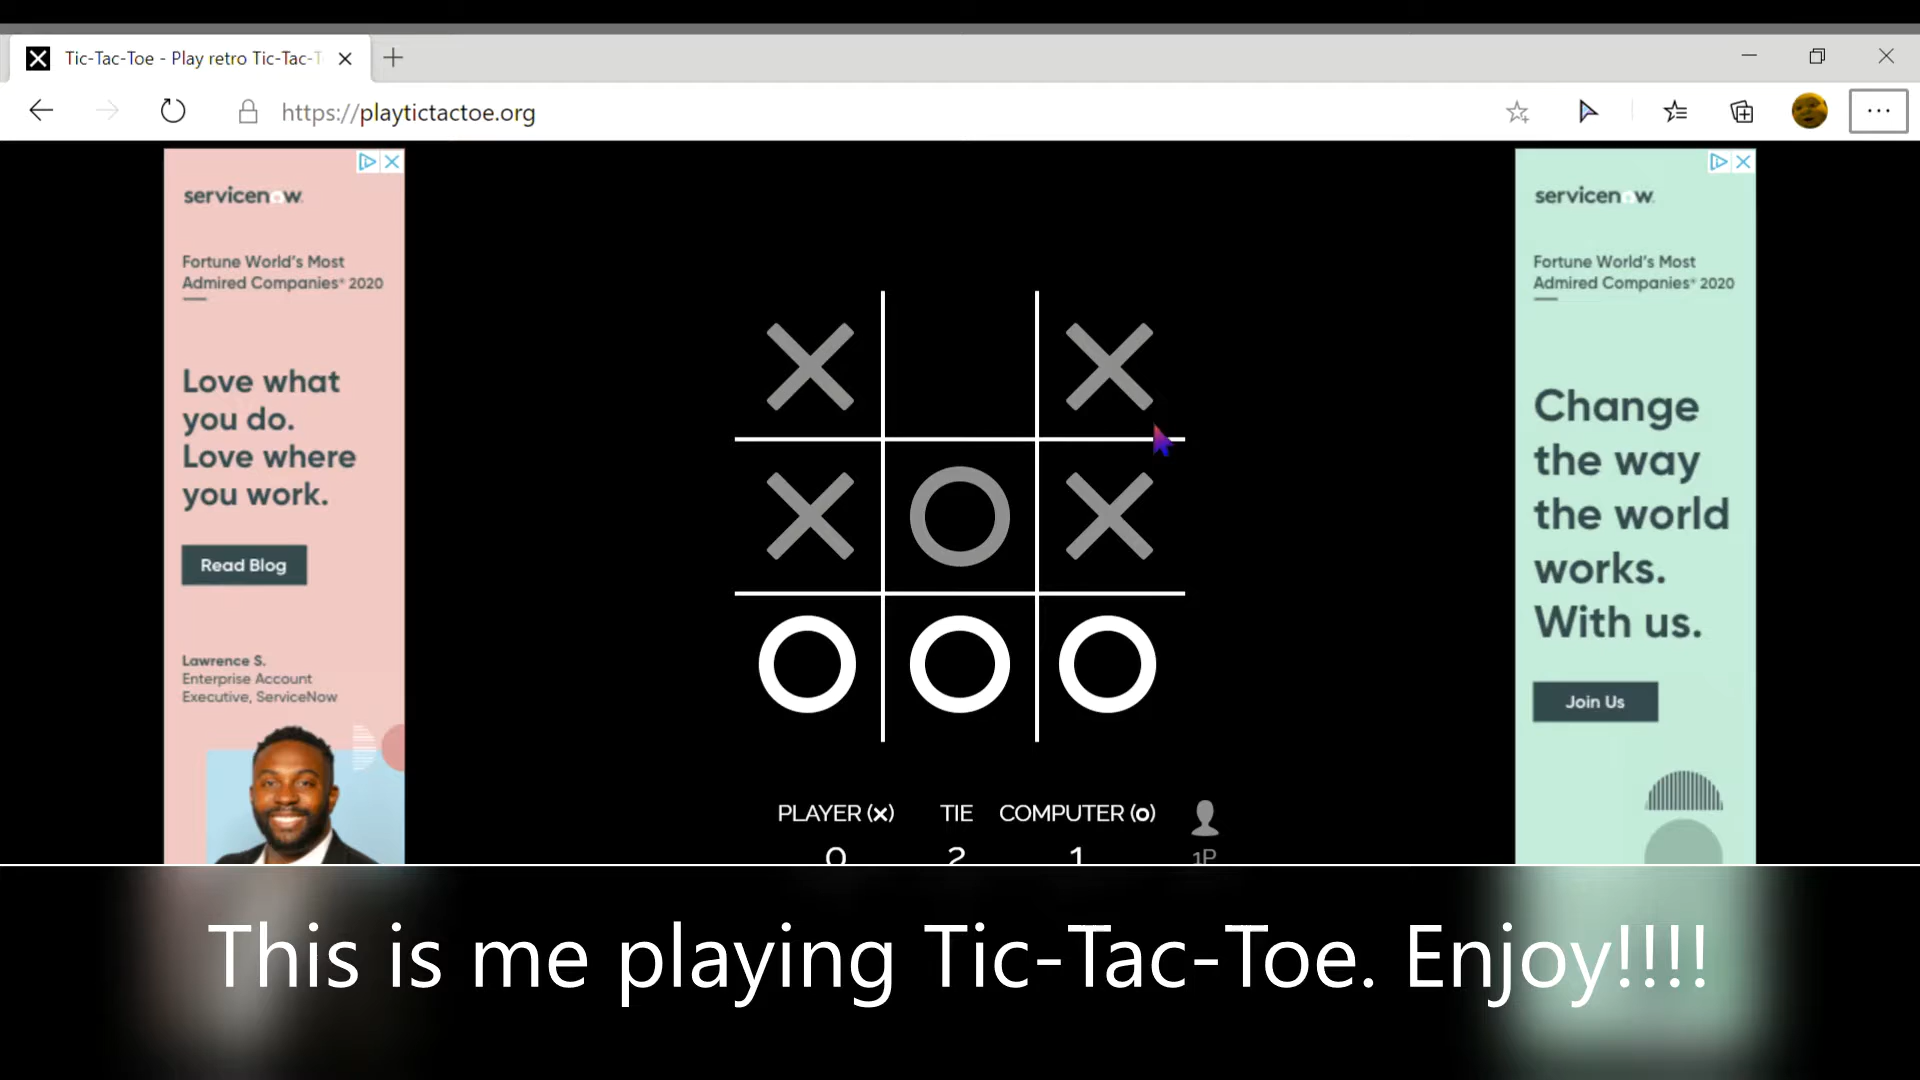 Tic-Tac-Toe - Play retro Tic-Tac-T
https://playtictactoe.org
servicenow.
Fortune World's Most
Admired Companies® 2020
Love what
you do.
Love where
you work.
Read Blog
Lawrence S.
Enterprise Account
Executive, ServiceNow
servicenow.
Fortune World's Most
Admired Companies® 2020
Change
the way
the world
works.
With us.
Join Us
PLAYER (x) TIE COMPUTER (o)
0 2 1 1P
This is me playing Tic-Tac-Toe. Enjoy!!!!